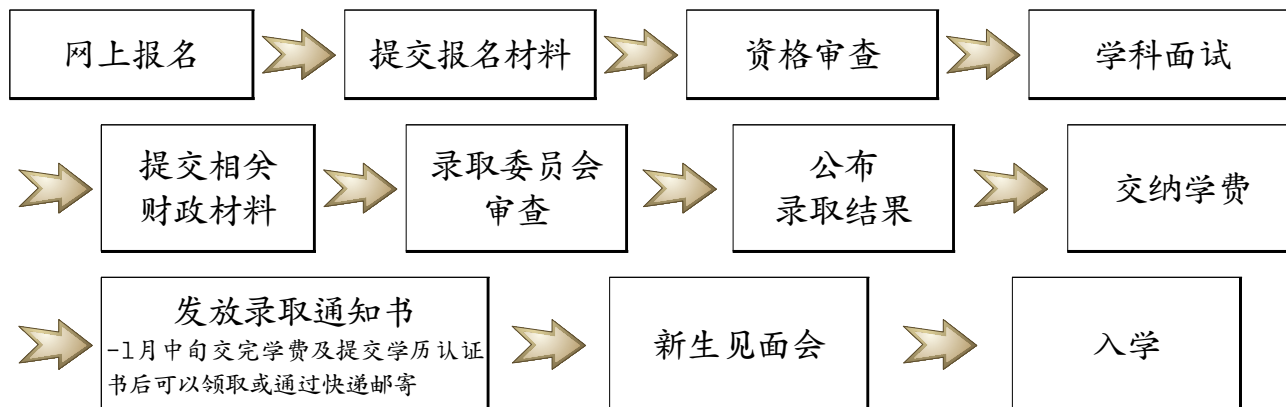 网上报名
提交报名材料
资格审查
学科面试
提交相关
财政材料
录取委员会
审查
公布
录取结果
交纳学费
发放录取通知书
-1月中旬交完学费及提交学历认证
书后可以领取或通过快递邮寄
新生见面会
入学